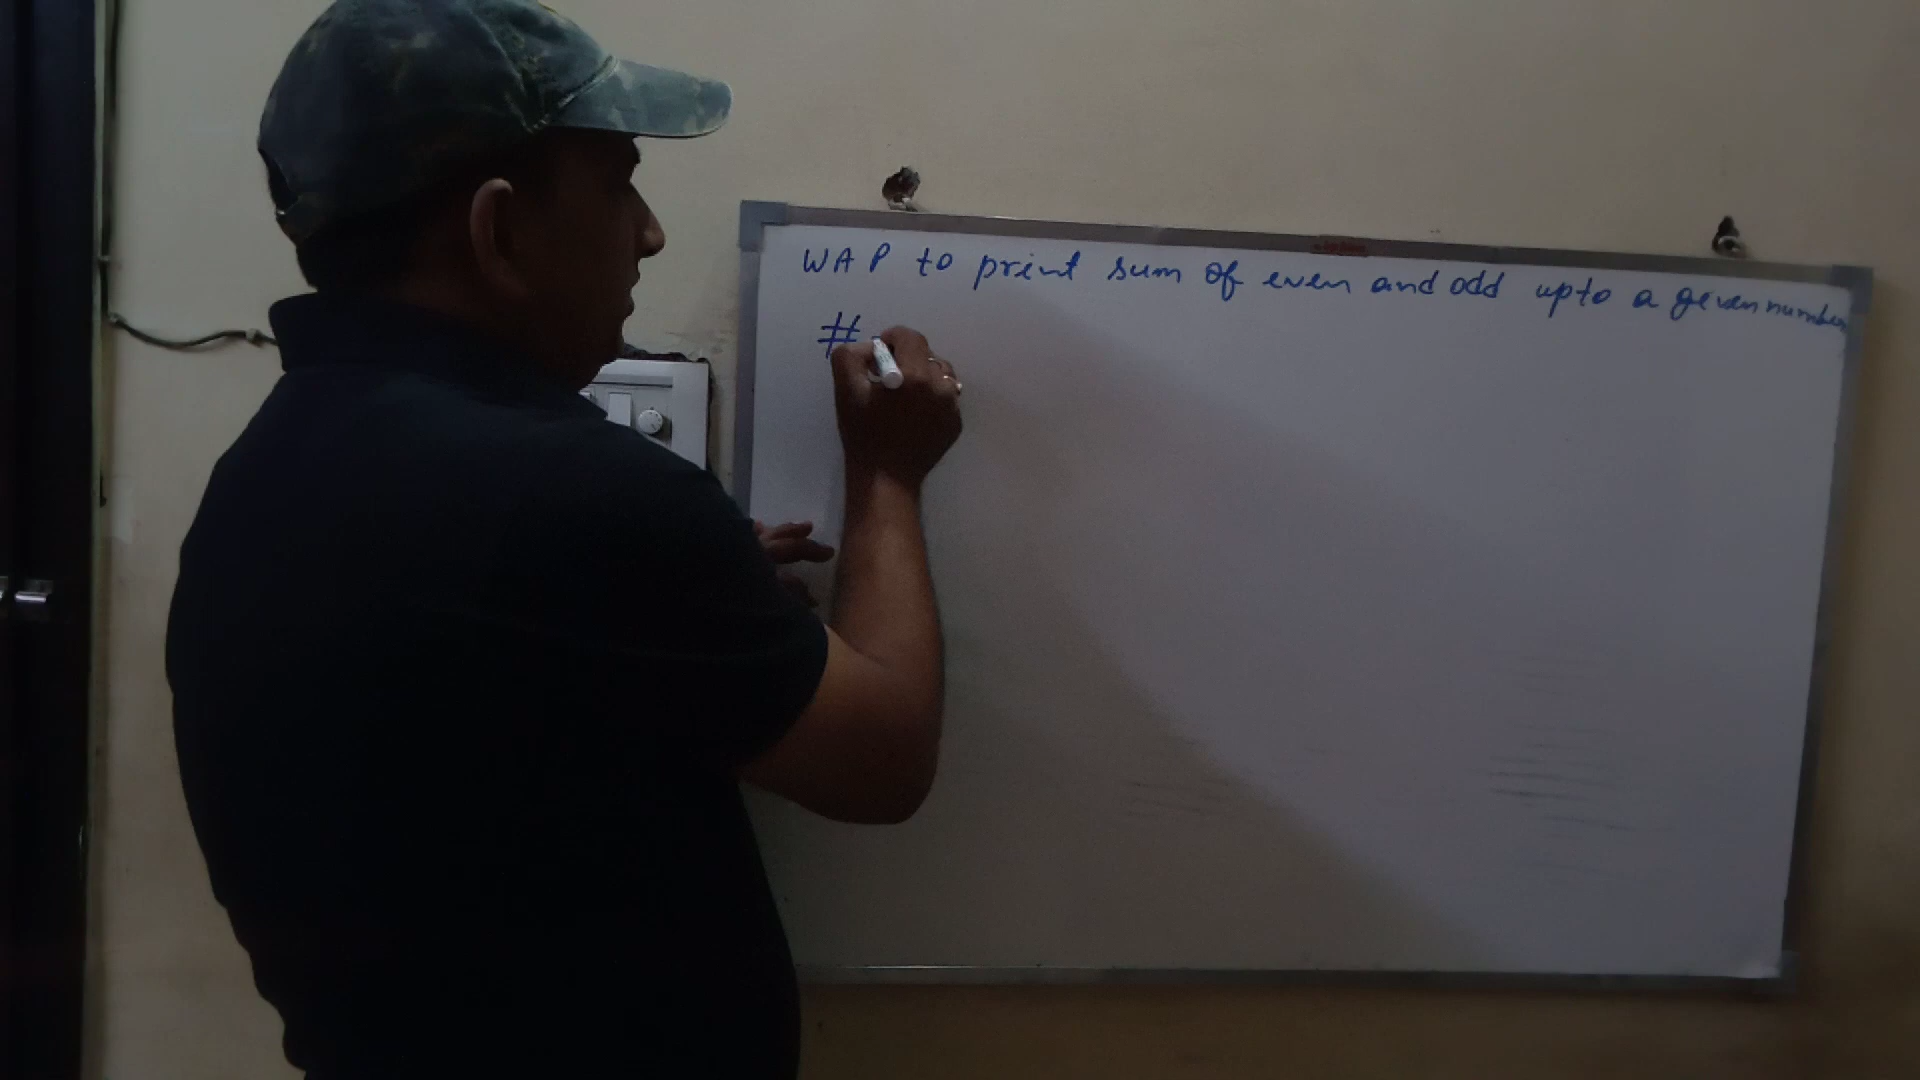 WAP to print sum of even and odd upto a given number
#